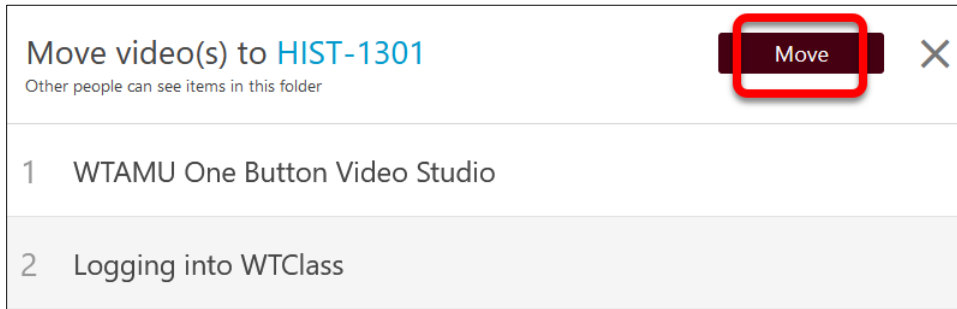 Move video(s) to HIST-1301
Move
Other people can see items in this folder
1 WTAMU One Button Video Studio
2 Logging into WTClass